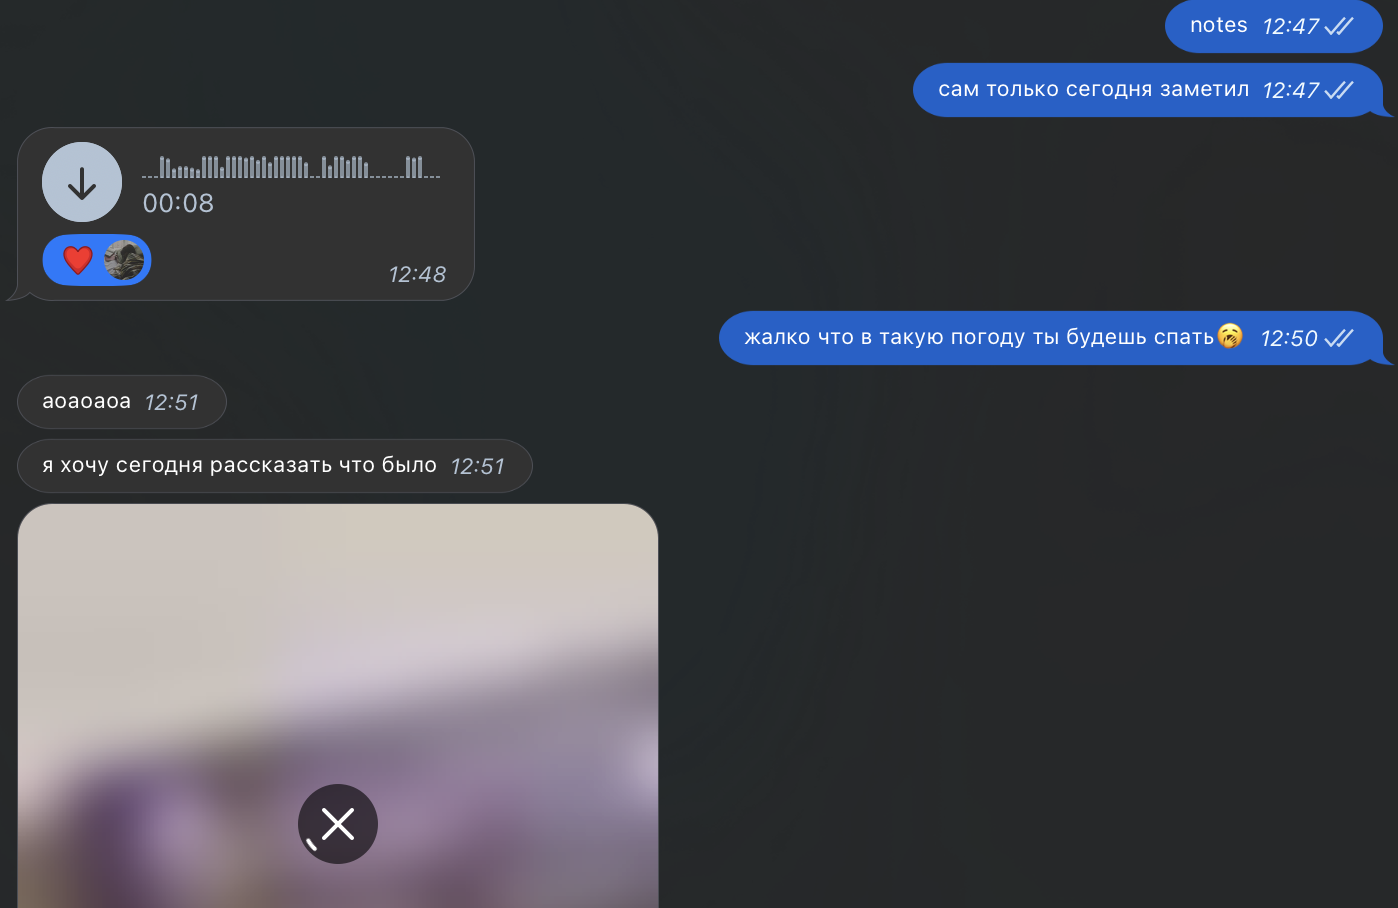 notes 12:47
сам только сегодня заметил 12:47
00:08
12:48
жалко что в такую погоду ты будешь спать🥱 12:50
аоаоаоа 12:51
я хочу сегодня рассказать что было 12:51